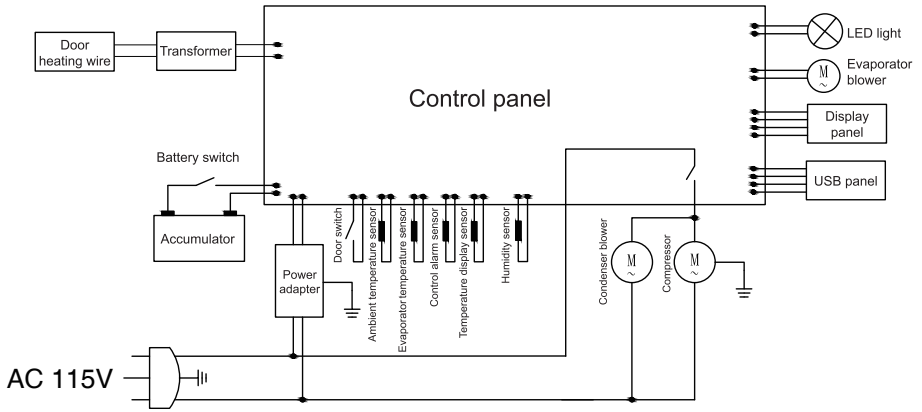 LED light
Door
heating wire
Transformer
Evaporator
blower
M
~
Control panel
Display
panel
Battery switch
USB panel
Accumulator
Door switch
Ambient temperature sensor
Evaporator temperature sensor
Control alarm sensor
Temperature display sensor
Humidity sensor
Condenser blower
M
~
Compressor
M
~
Power
adapter
AC 115V